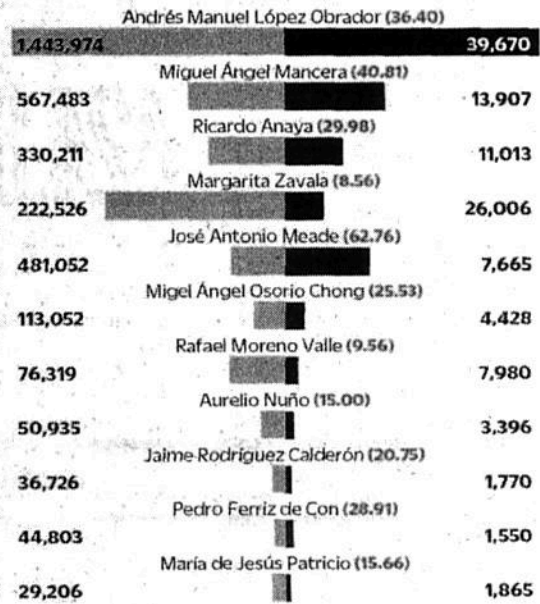 Andrés Manuel López Obrador (36.40)
1,443,974 39,670
Miguel Ángel Mancera (40.81)
567,483 13,907
Ricardo Anaya (29.98)
330,211 11,013
Margarita Zavala (8.56)
222,526 26,006
José Antonio Meade (62.76)
481,052 7,665
Migel Ángel Osorio Chong (25.53)
113,052 4,428
Rafael Moreno Valle (9.56)
76,319 7,980
Aurelio Nuño (15.00)
50,935 3,396
Jaime Rodríguez Calderón (20.75)
36,726 1,770
Pedro Ferriz de Con (28.91)
44,803 1,550
María de Jesús Patricio (15.66)
29,206 1,865